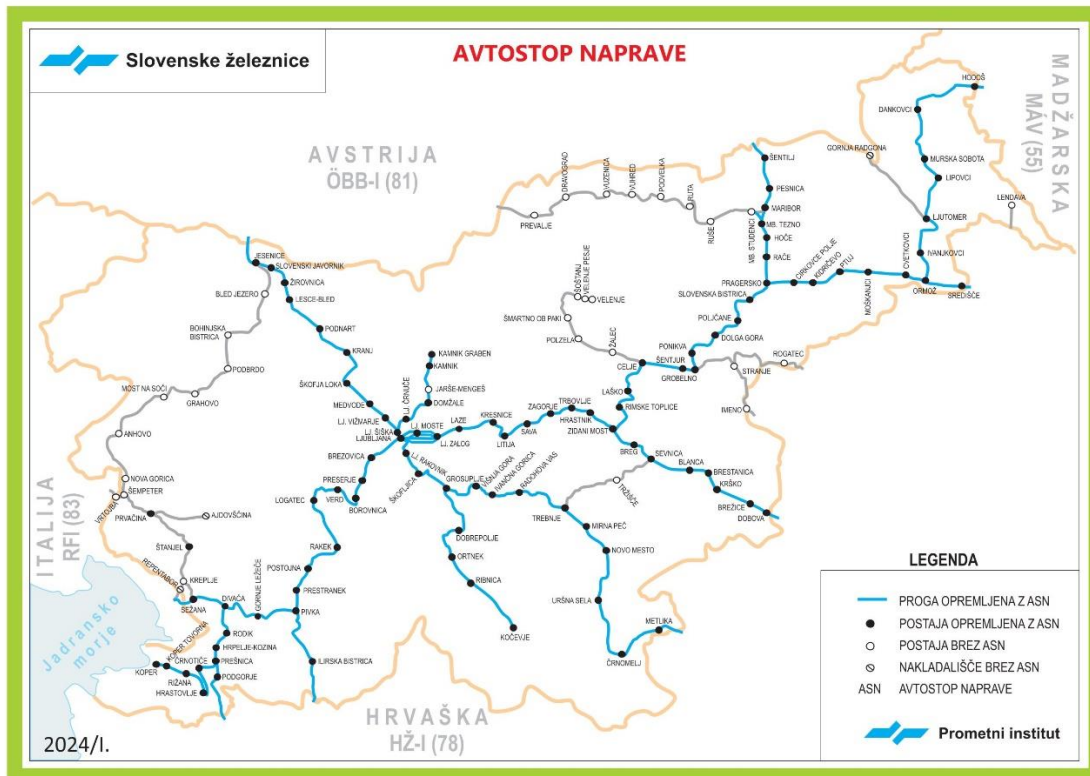 Slovenske železnice
AVTOSTOP NAPRAVE
MADŽARSKA
MÁV (55)
AVSTRIJA
ÖBB-I (81)
ITALIJA
RFI (83)
HRVAŠKA
HŽ-I (78)
Jadransko
morje
HODOŠ
DANKOVCI
MURSKA SOBOTA
LIPOVCI
LJUTOMER
IVANJKOVCI
GORNJA RADGONA
LENDAVA
ORMOŽ
SREDIŠČE
CVETKOVCI
MOŠKANJCI
PTUJ
KIDRIČEVO
CIRKOVCE POLJE
PRAGERSKO
ŠENTILJ
PESNICA
MARIBOR
MB. TEZNO
HOČE
RAČE
MB. STUDENCI
RUŠE
RUTA
PODVELKA
VUHRED
VUZENICA
DRAVOGRAD
PREVALJE
SLOVENSKA BISTRICA
POLJČANE
DOLGA GORA
PONIKVA
ŠENTJUR
GROBELNO
STRANJE
ROGATEC
IMENO
CELJE
ŽALEC
POLZELA
ŠMARTNO OB PAKI
ŠOŠTANJ
VELENJE PESJE
VELENJE
LAŠKO
RIMSKE TOPLICE
ZIDANI MOST
HRASTNIK
TRBOVLJE
ZAGORJE
SAVA
LITIJA
KRESNICE
LAZE
LJ. ZALOG
LJ. MOSTE
LJUBLJANA
LJ. ŠIŠKA
LJ. VIŽMARJE
MEDVODE
ŠKOFJA LOKA
KRANJ
PODNART
LESCE-BLED
ŽIROVNICA
SLOVENSKI JAVORNIK
JESENICE
BLED JEZERO
BOHINJSKA
BISTRICA
PODBRDO
GRAHOVO
MOST NA SOČI
ANHOVO
NOVA GORICA
ŠEMPETER
VRTOJBA
PRVAČINA
AJDOVŠČINA
ŠTANJEL
KREPLJE
REPENTABOR
SEŽANA
DIVAČA
GORNJE LEŽEČE
PIVKA
PRESTRANEK
POSTOJNA
RAKEK
LOGATEC
VERD
BOROVNICA
PRESERJE
BREZOVICA
ILIRSKA BISTRICA
RODIK
HRPELJE-KOZINA
PREŠNICA
PODGORJE
ČRNOTIČE
HRASTOVLJE
RIŽANA
KOPER TOVORNA
KOPER
KAMNIK GRABEN
KAMNIK
JARŠE-MENGEŠ
DOMŽALE
LJ. ČRNUČE
LJ. RAKOVNIK
ŠKOFLJICA
GROSUPLJE
VIŠNJA GORA
IVANČNA GORICA
RADOHOVA VAS
TREBNJE
MIRNA PEČ
NOVO MESTO
URŠNA SELA
ČRNOMELJ
METLIKA
DOBREPOLJE
ORTNEK
RIBNICA
KOČEVJE
BREG
SEVNICA
TRŽIŠČE
BLANCA
BRESTANICA
KRŠKO
BREŽICE
DOBOVA
LEGENDA
PROGA OPREMLJENA Z ASN
POSTAJA OPREMLJENA Z ASN
POSTAJA BREZ ASN
NAKLADALIŠČE BREZ ASN
ASN AVTOSTOP NAPRAVE
Prometni institut
2024/I.